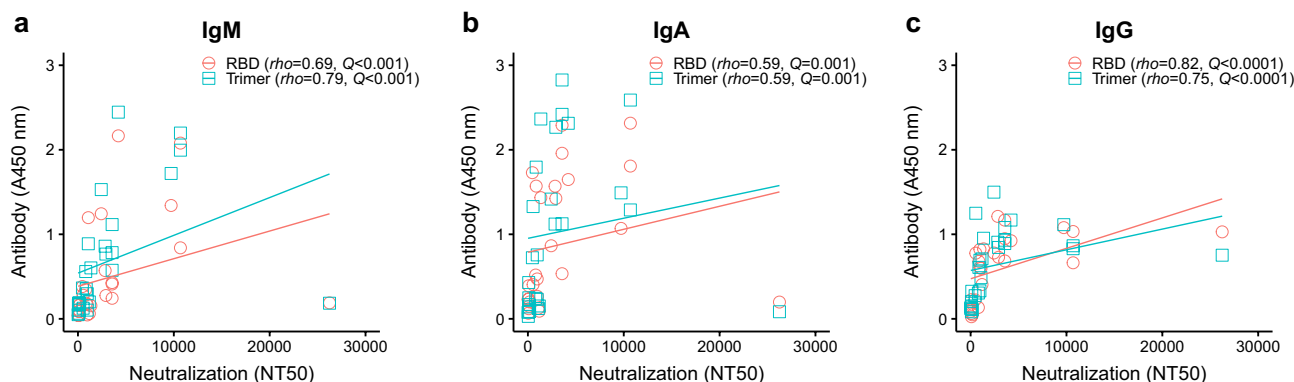 a
IgM
RBD (rho=0.69, Q<0.001)
Trimer (rho=0.79, Q<0.001)
3
2
1
0
Antibody (A450 nm)
0
10000
20000
30000
Neutralization (NT50)
b
IgA
RBD (rho=0.59, Q=0.001)
Trimer (rho=0.59, Q=0.001)
3
2
1
0
Antibody (A450 nm)
0
10000
20000
30000
Neutralization (NT50)
c
IgG
RBD (rho=0.82, Q<0.0001)
Trimer (rho=0.75, Q<0.0001)
3
2
1
0
Antibody (A450 nm)
0
10000
20000
30000
Neutralization (NT50)